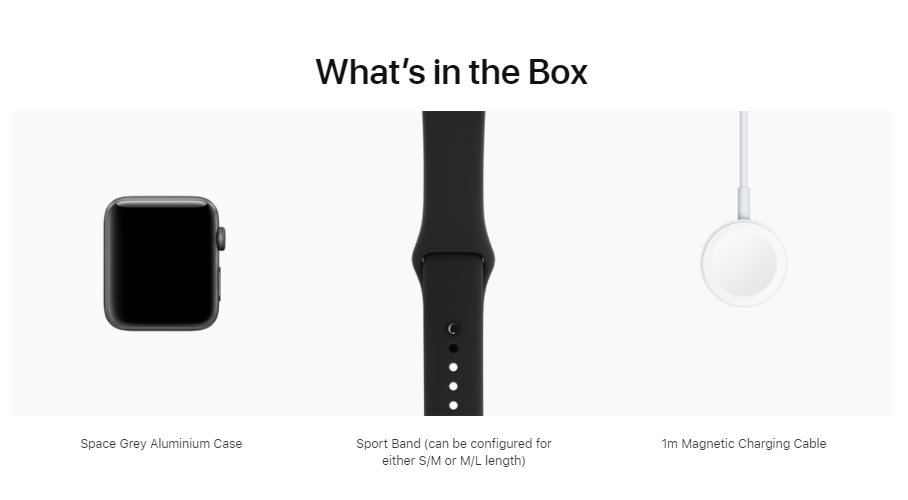 What’s in the Box
Space Grey Aluminium Case
Sport Band (can be configured for
either S/M or M/L length)
1m Magnetic Charging Cable